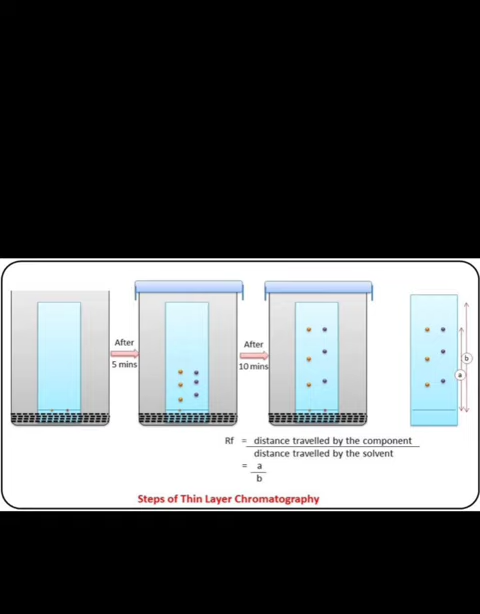 After
5 mins
After
10 mins
b
a
Rf = distance travelled by the component
distance travelled by the solvent
= a
b
Steps of Thin Layer Chromatography